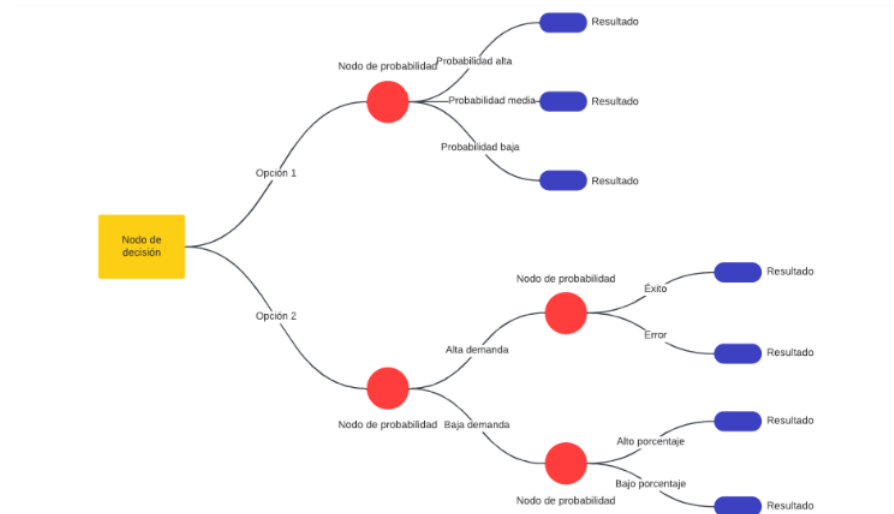 Resultado
Probabilidad alta
Nodo de probabilidad
Probabilidad media
Resultado
Probabilidad baja
Resultado
Opción 1
Nodo de
decisión
Opción 2
Nodo de probabilidad
Resultado
Éxito
Error
Alta demanda
Resultado
Nodo de probabilidad
Baja demanda
Resultado
Alto porcentaje
Bajo porcentaje
Nodo de probabilidad
Resultado